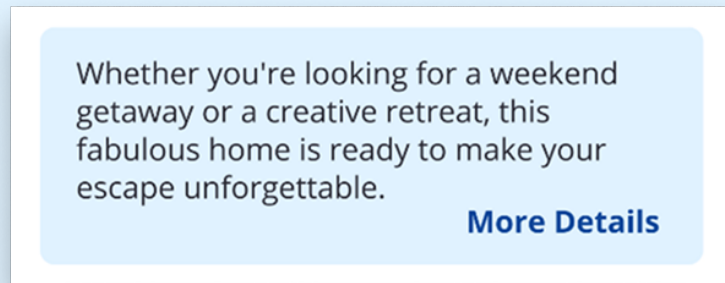 Whether you're looking for a weekend
getaway or a creative retreat, this
fabulous home is ready to make your
escape unforgettable.
More Details